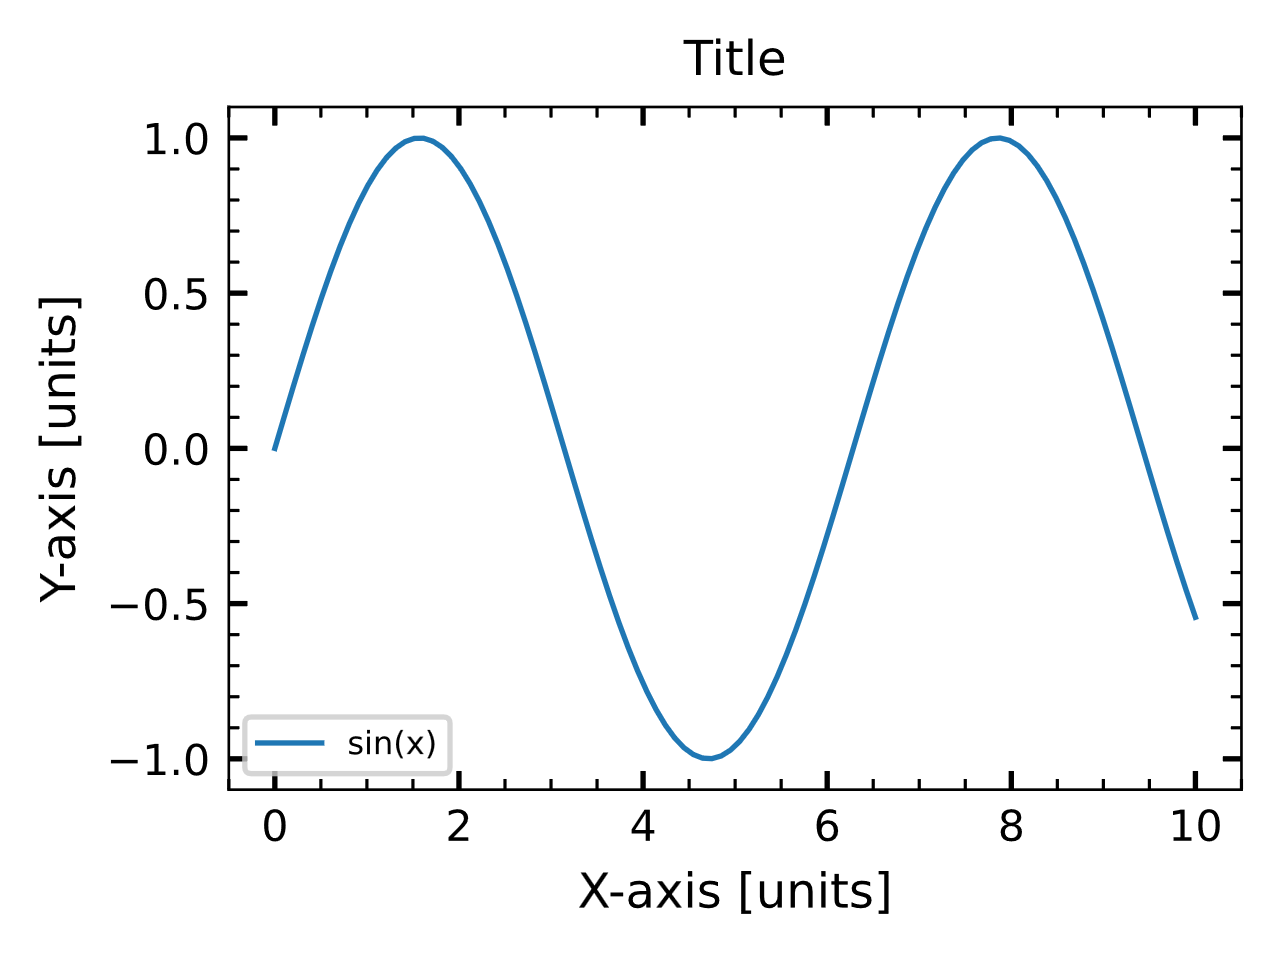 Title
1.0
0.5
0.0
−0.5
−1.0
Y-axis [units]
sin(x)
0 2 4 6 8 10
X-axis [units]